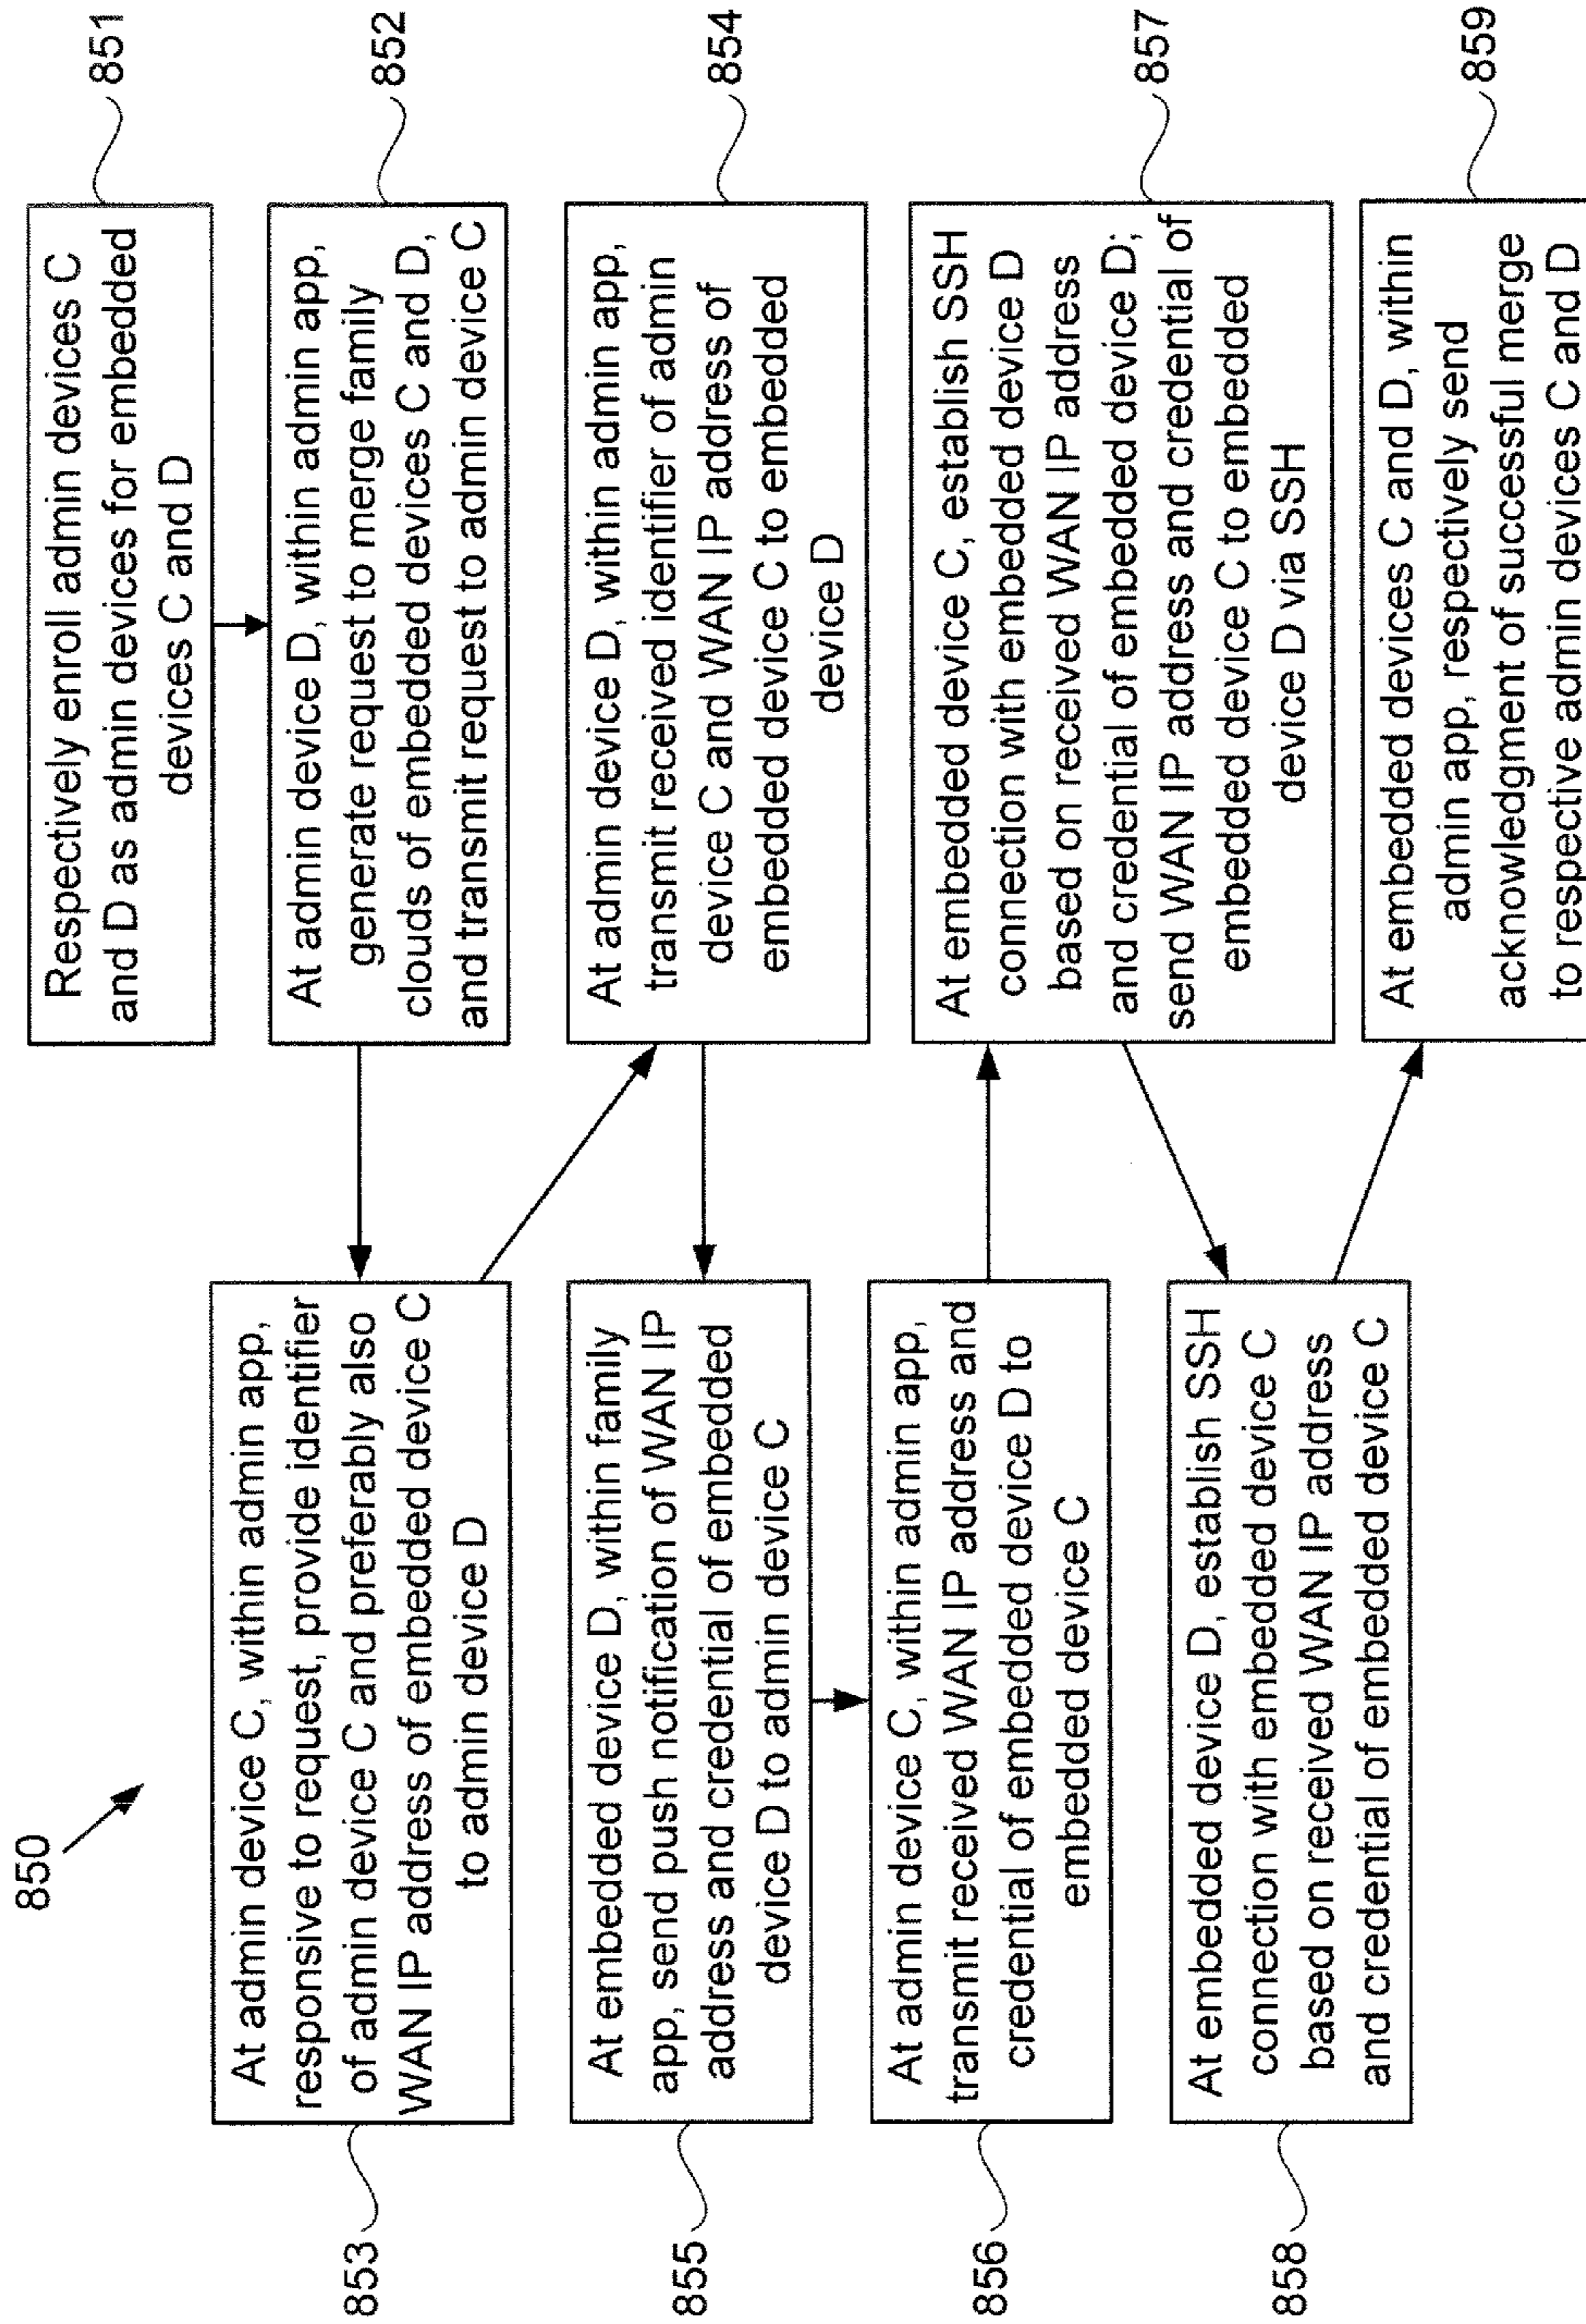 850
Respectively enroll admin devices C
and D as admin devices for embedded
devices C and D
851
At admin device D, within admin app,
generate request to merge family
clouds of embedded devices C and D,
and transmit request to admin device C
852
853
At admin device C, within admin app,
responsive to request, provide identifier
of admin device C and preferably also
WAN IP address of embedded device C
to admin device D
At admin device D, within admin app,
transmit received identifier of admin
device C and WAN IP address of
embedded device C to embedded
device D
854
855
At embedded device D, within family
app, send push notification of WAN IP
address and credential of embedded
device D to admin device C
856
At admin device C, within admin app,
transmit received WAN IP address and
credential of embedded device D to
embedded device C
At embedded device C, establish SSH
connection with embedded device D
based on received WAN IP address
and credential of embedded device D;
send WAN IP address and credential of
embedded device C to embedded
device D via SSH
857
858
At embedded device D, establish SSH
connection with embedded device C
based on received WAN IP address
and credential of embedded device C
At embedded devices C and D, within
admin app, respectively send
acknowledgment of successful merge
to respective admin devices C and D
859